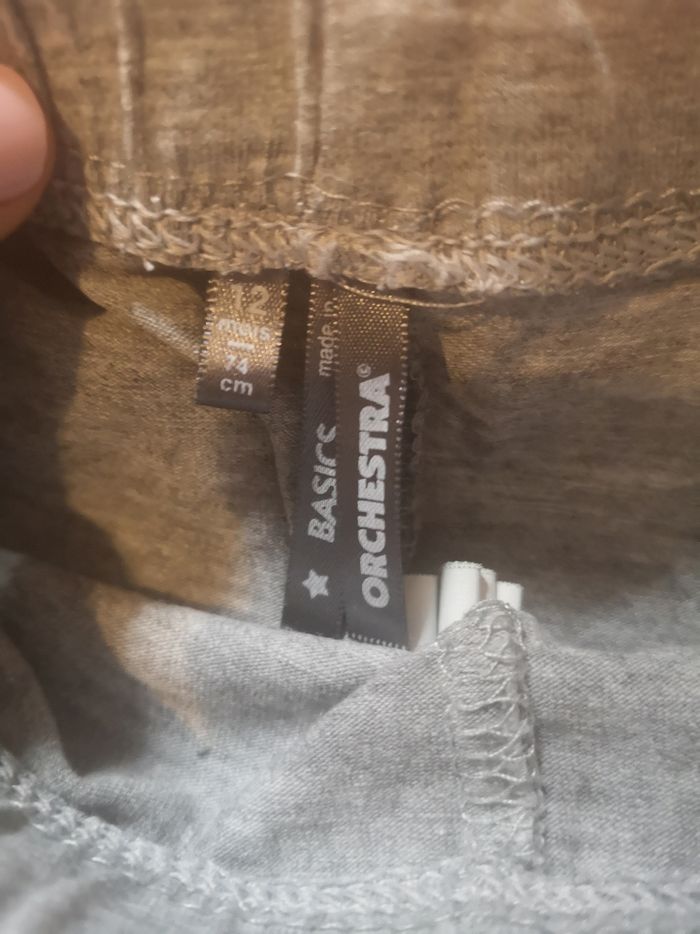 12
mois
74
cm
made in
★ BASICS
ORCHESTRA©